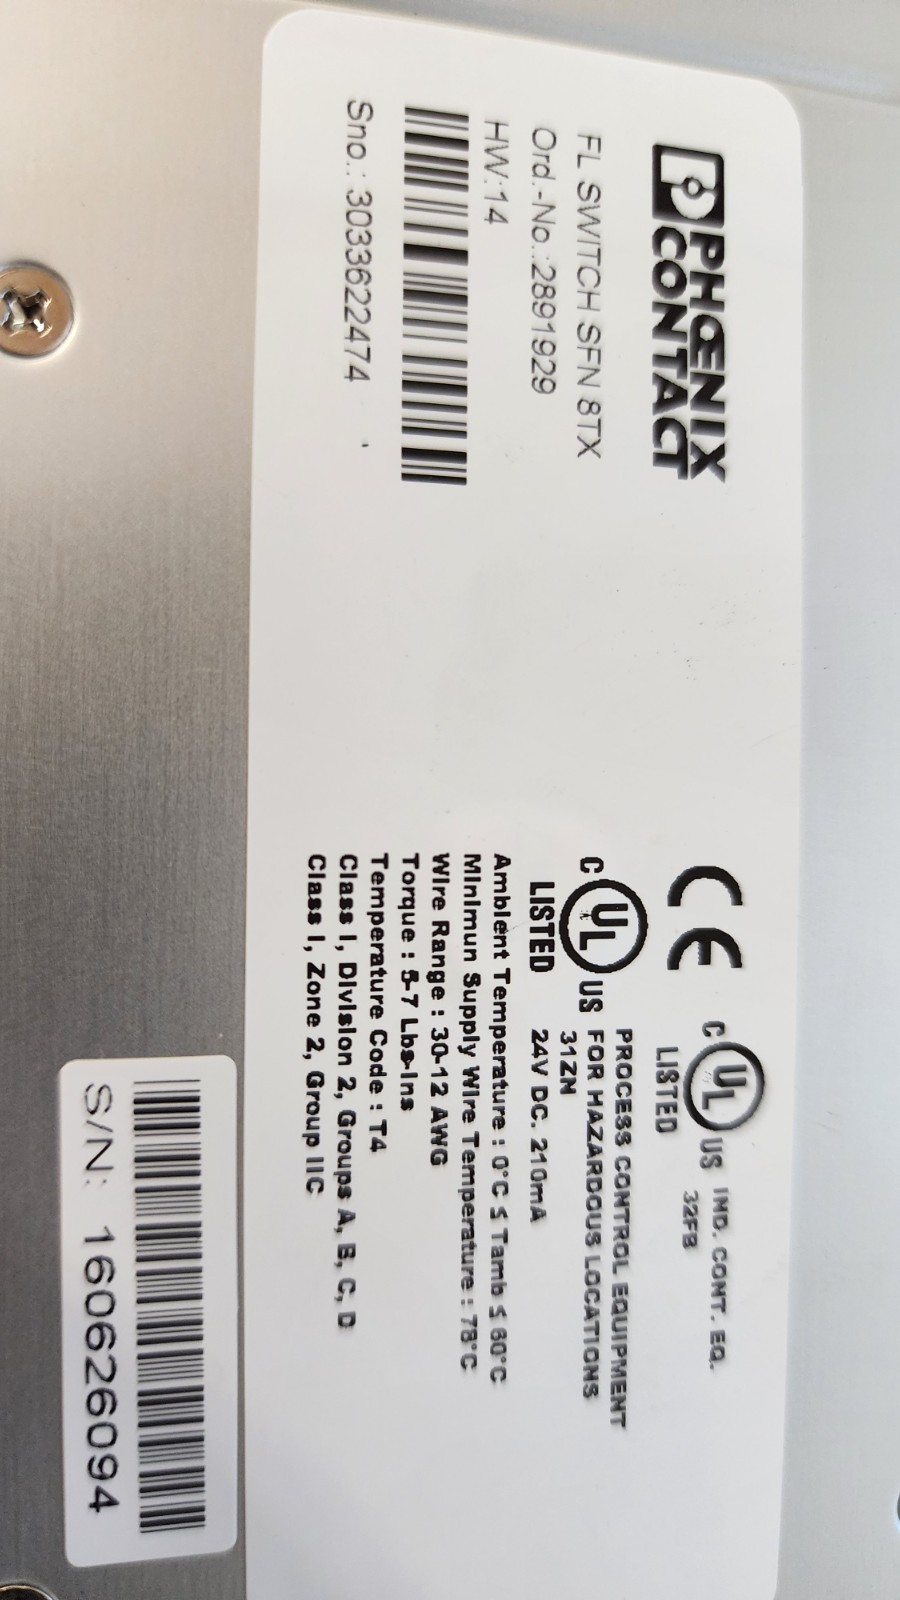 PHŒNIX
CONTACT
FL SWITCH SFN 8TX
Ord.-No.:2891929
HW:14
Sno.: 3033622474
CE
C UL US
LISTED
IND. CONT. EQ.
32FB
C UL US
LISTED
PROCESS CONTROL EQUIPMENT
FOR HAZARDOUS LOCATIONS
31ZN
24V DC. 210mA
Ambient Temperature : 0°C ≤ Tamb ≤ 60°C
Minimun Supply Wire Temperature : 78°C
Wire Range : 30-12 AWG
Torque : 5-7 Lbs-Ins
Temperature Code : T4
Class I, Division 2, Groups A, B, C, D
Class I, Zone 2, Group IIC
S/N: 160626094